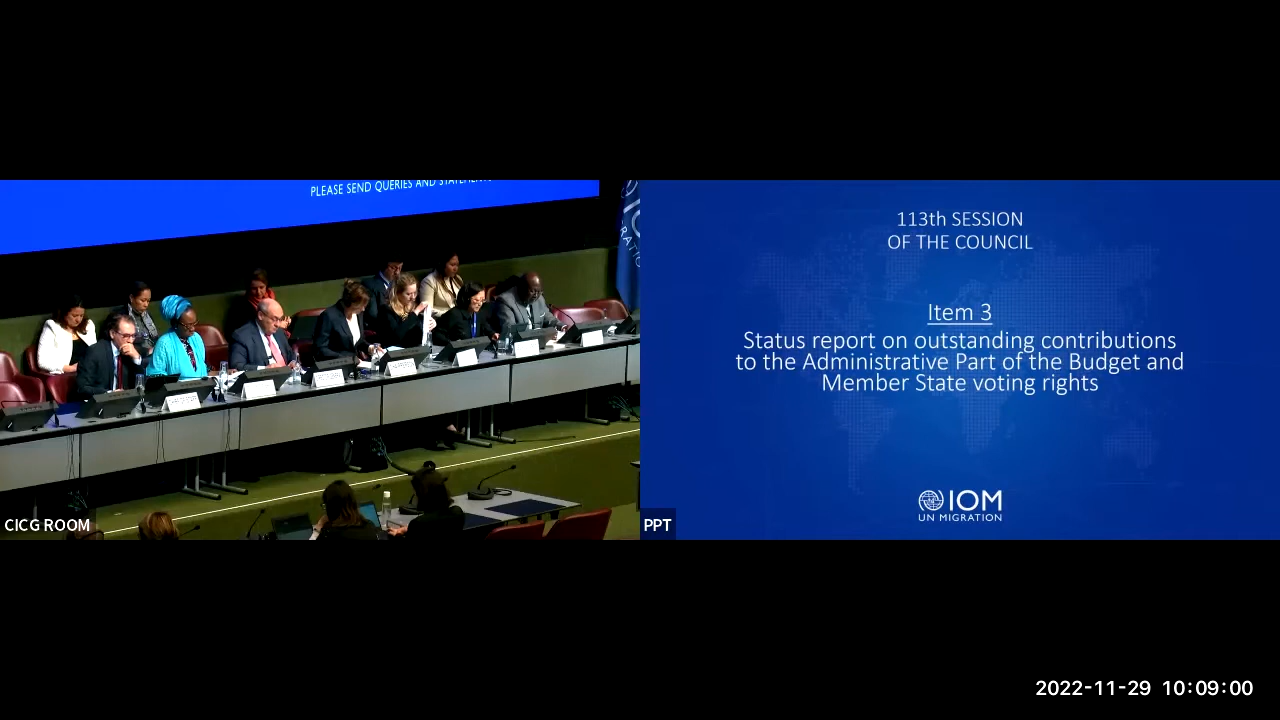 PLEASE SEND QUERIES AND STATEMENTS
CICG ROOM
113th SESSION
OF THE COUNCIL
Item 3
Status report on outstanding contributions
to the Administrative Part of the Budget and
Member State voting rights
IOM
UN MIGRATION
PPT
2022-11-29 10:09:00